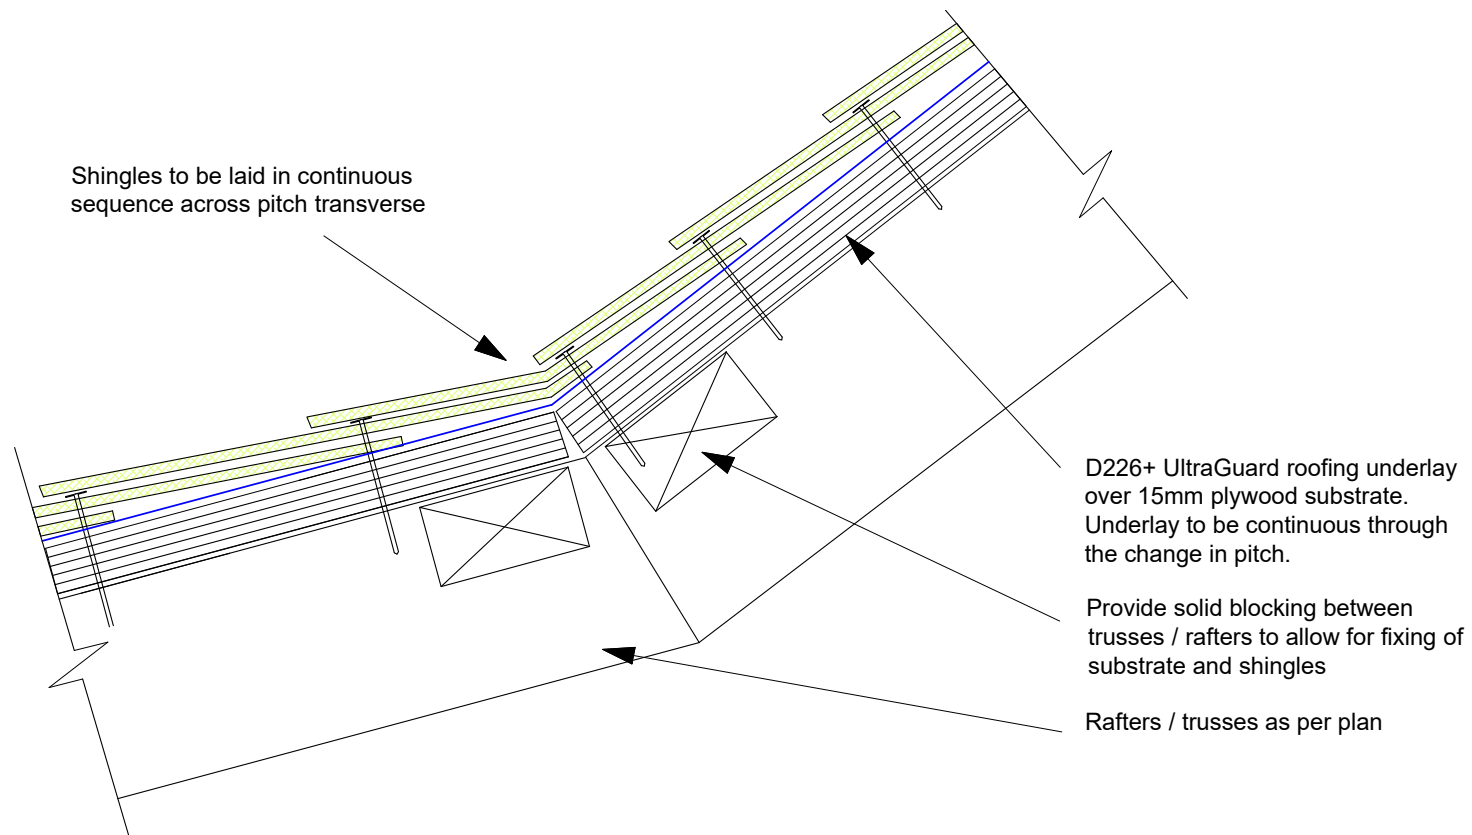 Shingles to be laid in continuous
sequence across pitch transverse
D226+ UltraGuard roofing underlay
over 15mm plywood substrate.
Underlay to be continuous through
the change in pitch.
Provide solid blocking between
trusses / rafters to allow for fixing of
substrate and shingles
Rafters / trusses as per plan